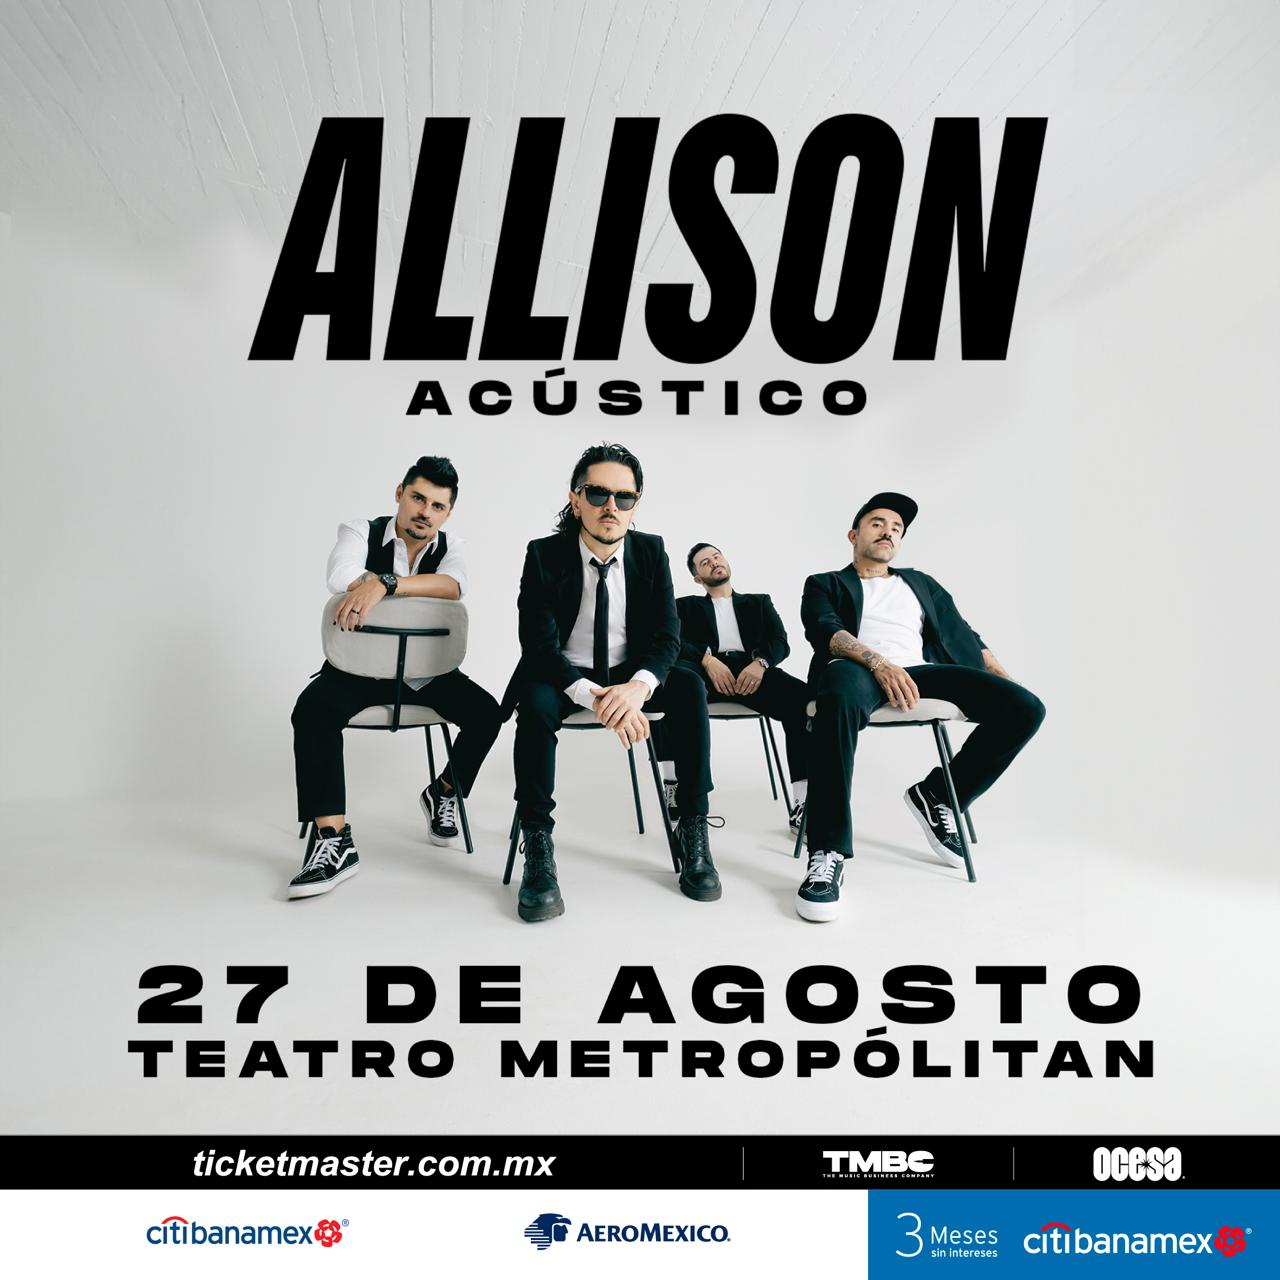 ALLISON
ACÚSTICO
27 DE AGOSTO
TEATRO METROPÓLITAN
ticketmaster.com.mx
TMBC
THE MUSIC BUSINESS COMPANY
ocesa
citibanamex
AEROMEXICO
3 Meses
sin intereses
citibanamex